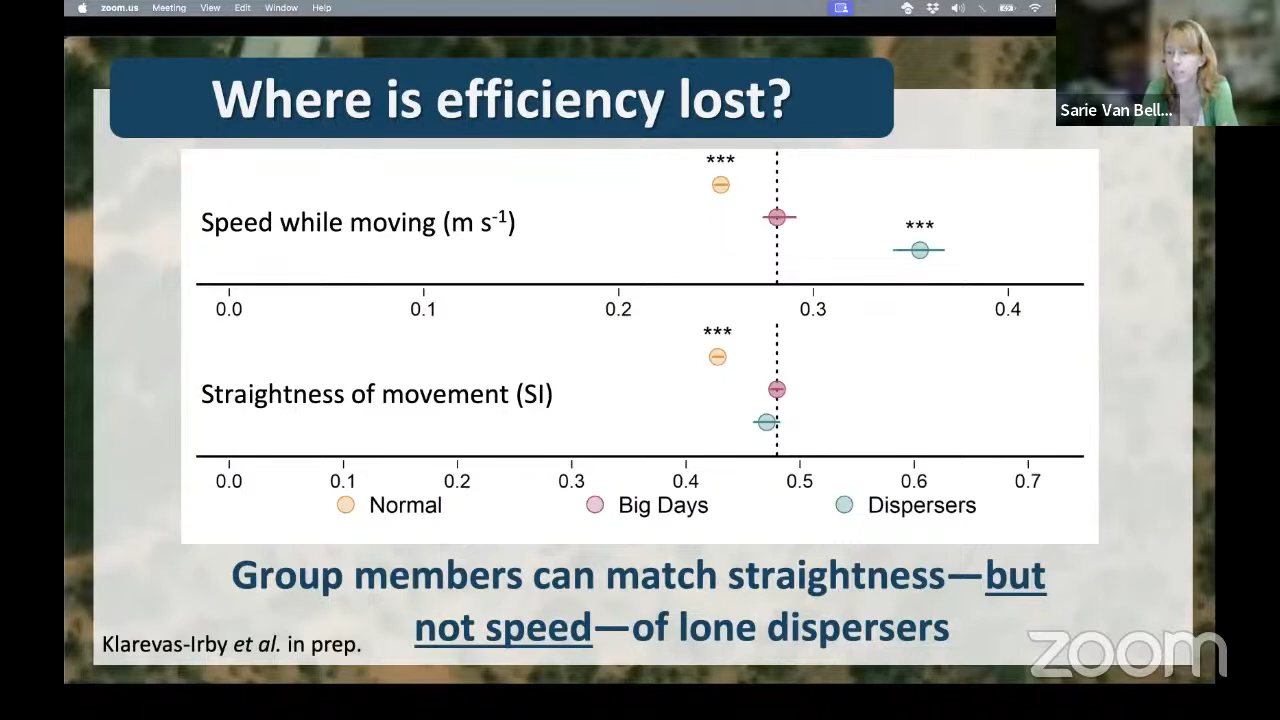 zoom.us Meeting View Edit Window Help
Where is efficiency lost?
Sarie Van Bell...
***
Speed while moving (m s-1)
***
0.0 0.1 0.2 0.3 0.4
***
Straightness of movement (SI)
0.0 0.1 0.2 0.3 0.4 0.5 0.6 0.7
Normal Big Days Dispersers
Group members can match straightness—but
not speed—of lone dispersers
Klarevas-Irby et al. in prep.
zoom